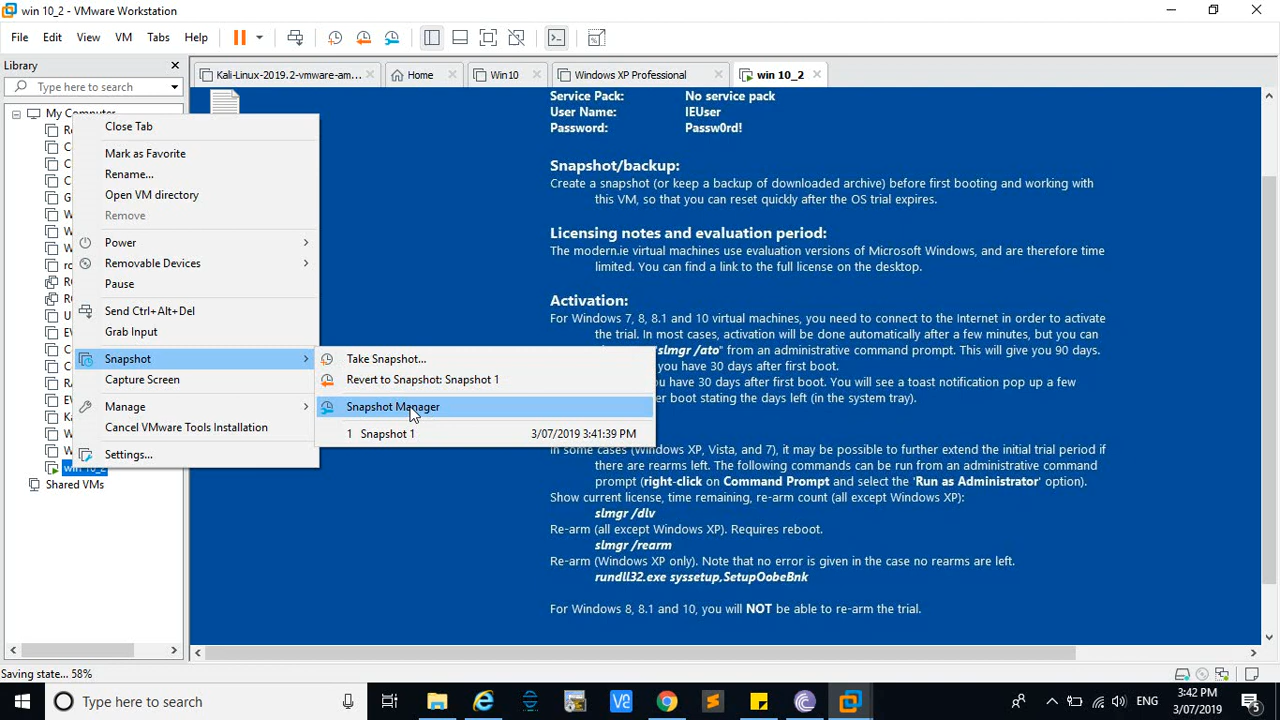 win 10_2 - VMware Workstation
File Edit View VM Tabs Help
Library
Type here to search
Kali-Linux-2019.2-vmware-am...
Home
Win10
Windows XP Professional
win 10_2
My Computer
Close Tab
Mark as Favorite
Rename...
Open VM directory
Remove
Power
Removable Devices
Pause
Send Ctrl+Alt+Del
Grab Input
Snapshot
Capture Screen
Manage
Cancel VMware Tools Installation
Settings...
win 10_2
Shared VMs
Take Snapshot...
Revert to Snapshot: Snapshot 1
Snapshot Manager
1 Snapshot 1 3/07/2019 3:41:39 PM
Service Pack: No service pack
User Name: IEUser
Password: Passw0rd!
Snapshot/backup:
Create a snapshot (or keep a backup of downloaded archive) before first booting and working with
this VM, so that you can reset quickly after the OS trial expires.
Licensing notes and evaluation period:
The modern.ie virtual machines use evaluation versions of Microsoft Windows, and are therefore time
limited. You can find a link to the full license on the desktop.
Activation:
For Windows 7, 8, 8.1 and 10 virtual machines, you need to connect to the Internet in order to activate
the trial. In most cases, activation will be done automatically after a few minutes, but you can
slmgr /ato" from an administrative command prompt. This will give you 90 days.
you have 30 days after first boot.
ou have 30 days after first boot. You will see a toast notification pop up a few
er boot stating the days left (in the system tray).
In some cases (Windows XP, Vista, and 7), it may be possible to further extend the initial trial period if
there are rearms left. The following commands can be run from an administrative command
prompt (right-click on Command Prompt and select the 'Run as Administrator' option).
Show current license, time remaining, re-arm count (all except Windows XP):
slmgr /dlv
Re-arm (all except Windows XP). Requires reboot.
slmgr /rearm
Re-arm (Windows XP only). Note that no error is given in the case no rearms are left.
rundll32.exe syssetup,SetupOobeBnk
For Windows 8, 8.1 and 10, you will NOT be able to re-arm the trial.
Saving state... 58%
Type here to search
ENG
3:42 PM
3/07/2019
5